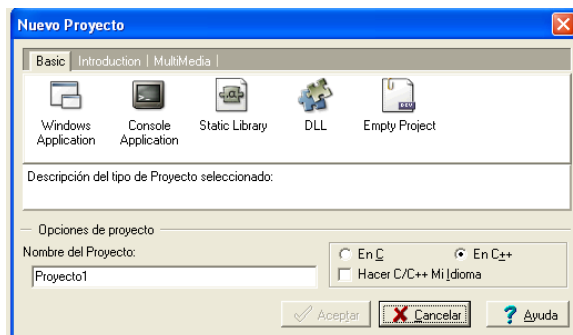 Nuevo Proyecto
Basic Introduction MultiMedia
Windows Application
Console Application
Static Library
DLL
Empty Project
Descripción del tipo de Proyecto seleccionado:
Opciones de proyecto
Nombre del Proyecto:
Proyecto1
En C
En C++
Hacer C/C++ Mi Idioma
Aceptar
Cancelar
Ayuda